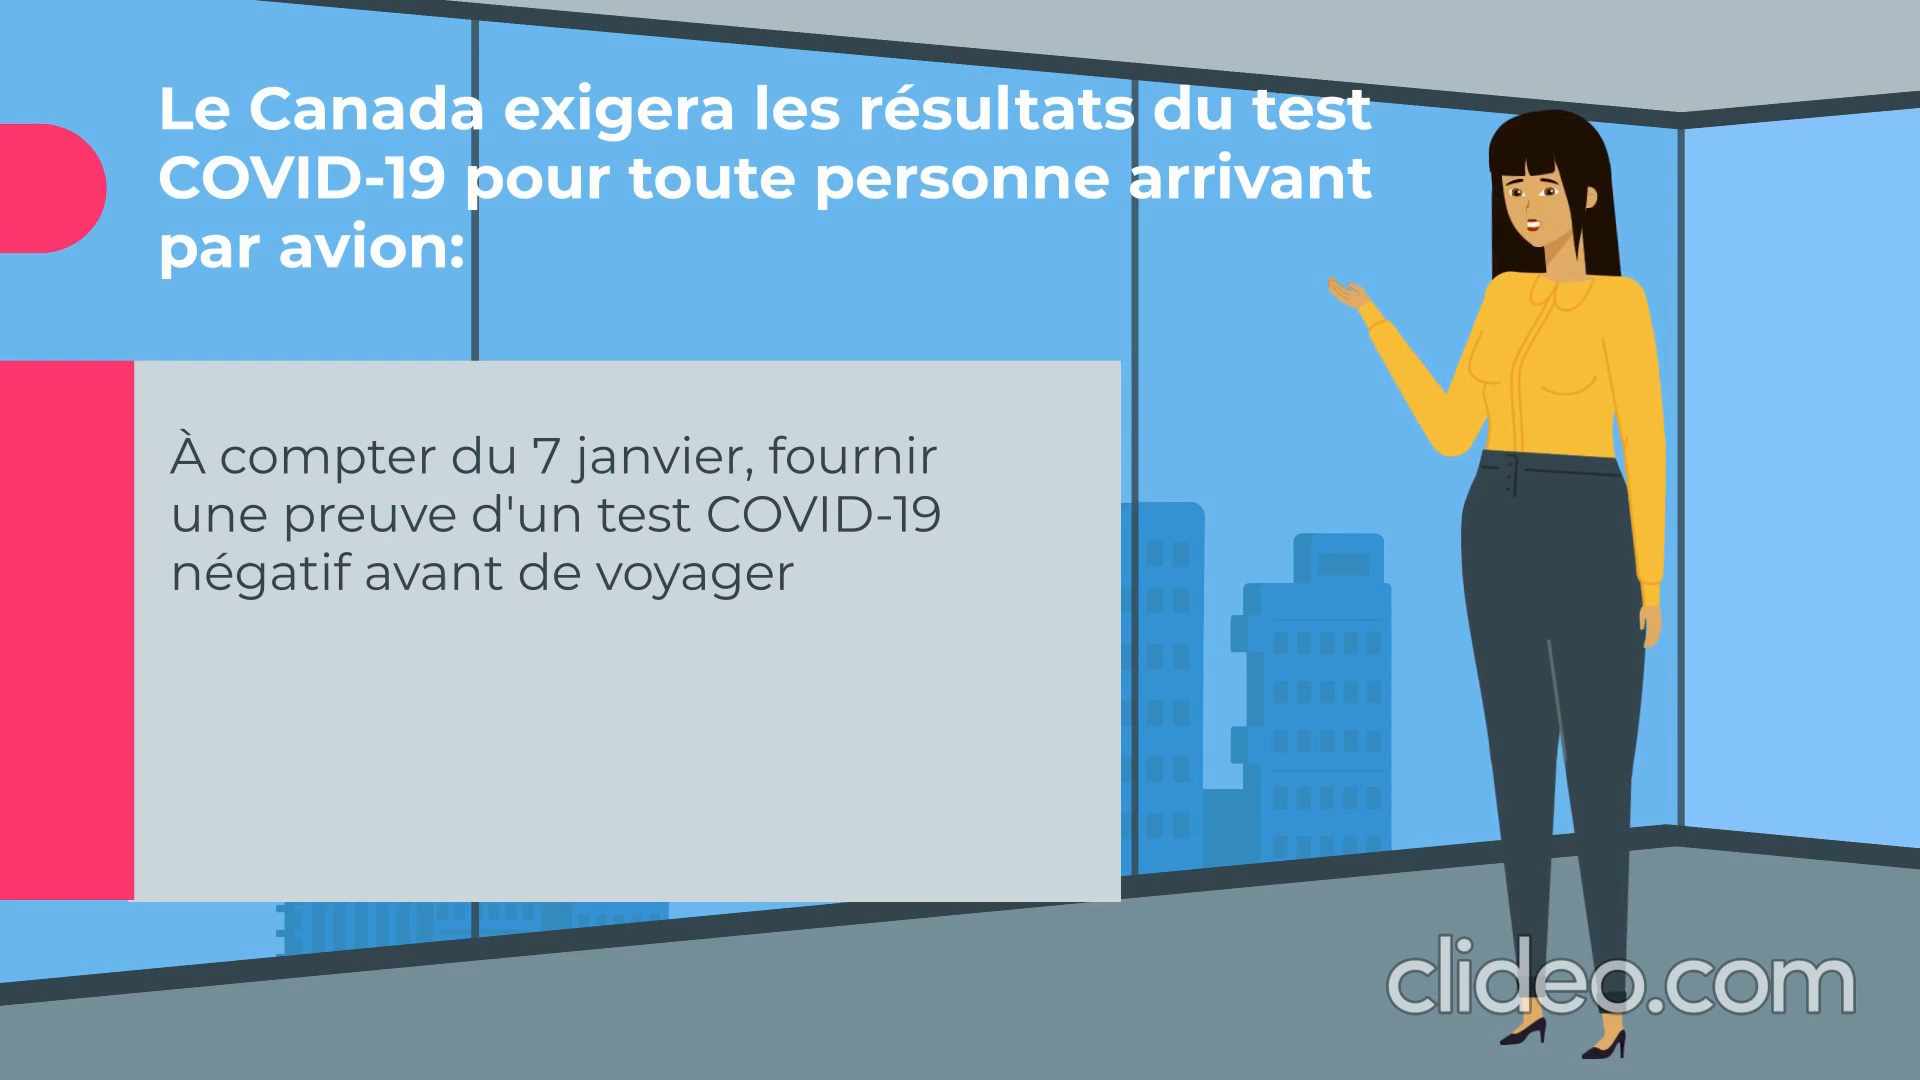 Le Canada exigera les résultats du test
COVID-19 pour toute personne arrivant
par avion:
À compter du 7 janvier, fournir
une preuve d'un test COVID-19
négatif avant de voyager
clideo.com